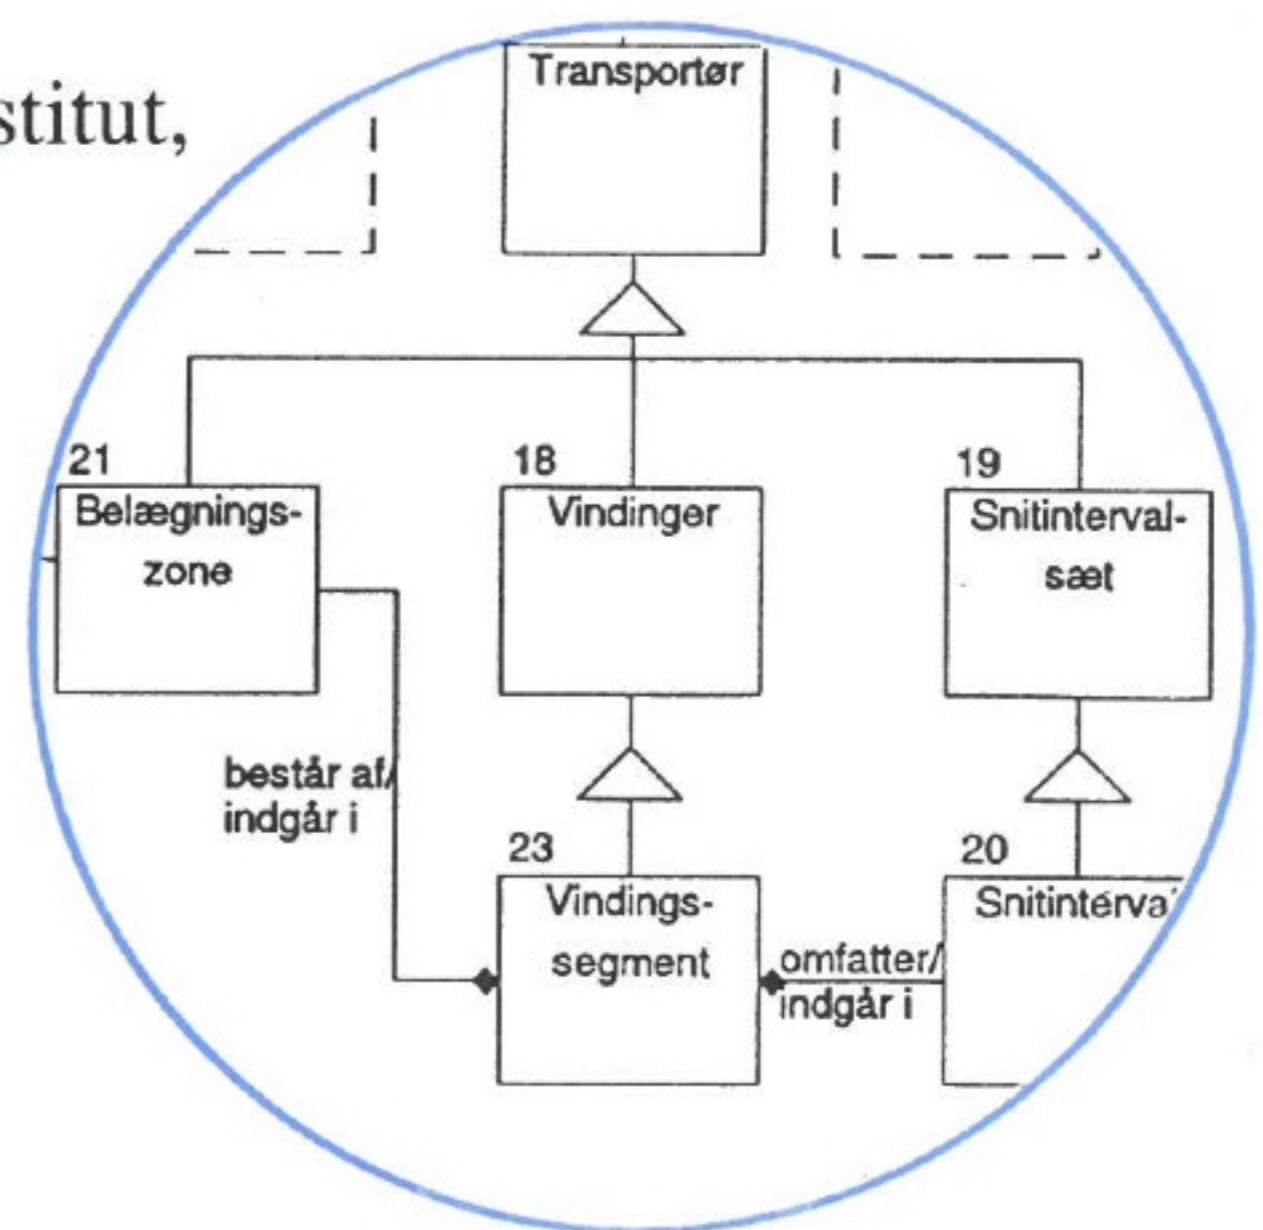 stitut,
Transportør
21
Belægnings-
zone
18
Vindinger
19
Snitinterval-
sæt
består af/
indgår i
23
Vindings-
segment
omfatter/
indgår i
20
Snitinterval